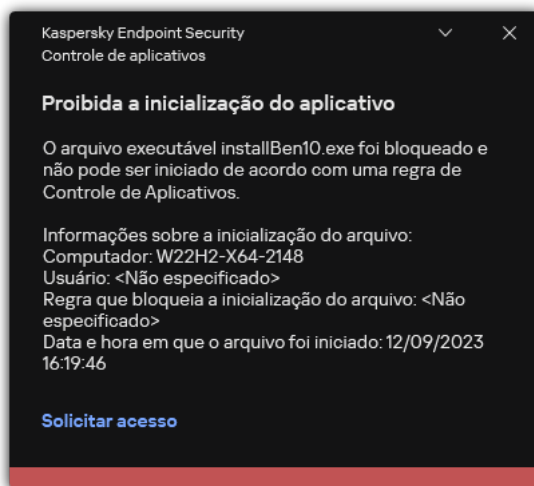 Kaspersky Endpoint Security
Controle de aplicativos
Proibida a inicialização do aplicativo
O arquivo executável installBen10.exe foi bloqueado e
não pode ser iniciado de acordo com uma regra de
Controle de Aplicativos.
Informações sobre a inicialização do arquivo:
Computador: W22H2-X64-2148
Usuário: <Não especificado>
Regra que bloqueia a inicialização do arquivo: <Não
especificado>
Data e hora em que o arquivo foi iniciado: 12/09/2023
16:19:46
Solicitar acesso